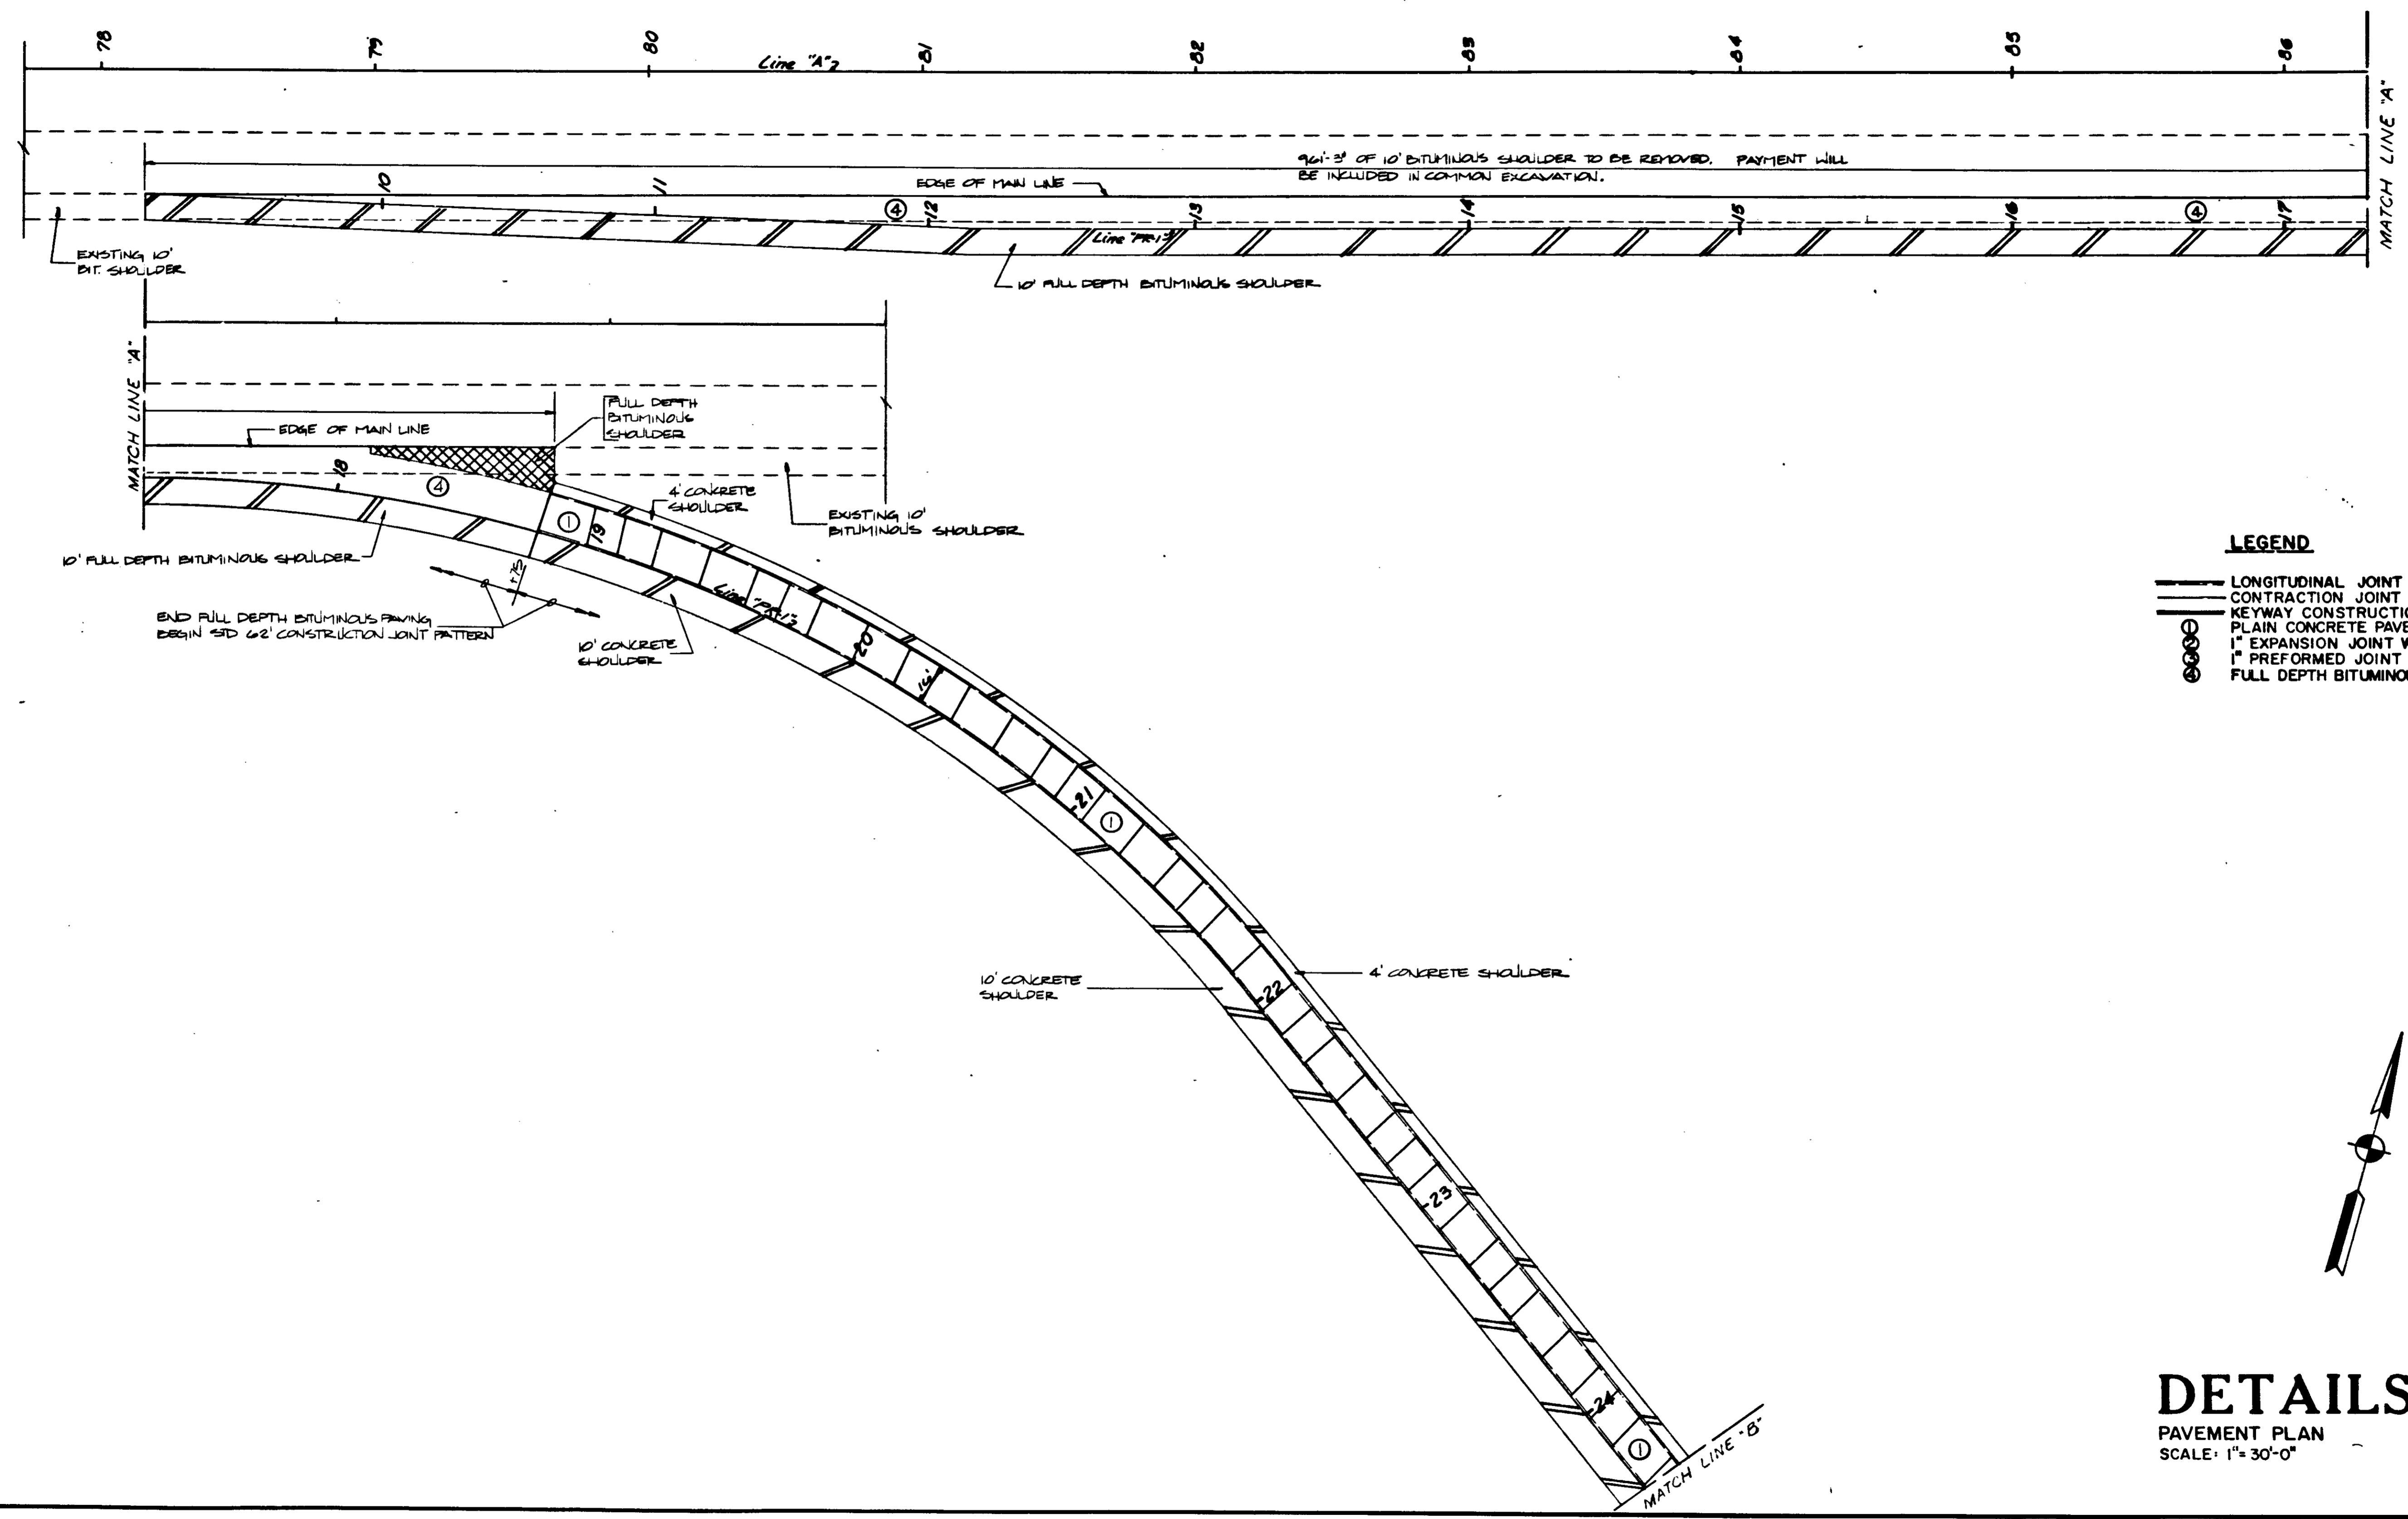 78 79 80 81 82 83 84 85 86
Line "A"
MATCH LINE "A"
961'-3" OF 10' BITUMINOUS SHOULDER TO BE REMOVED. PAYMENT WILL
BE INCLUDED IN COMMON EXCAVATION.
EDGE OF MAIN LINE
10 11 12 13 14 15 16 17
4
4
Line "PR-1"
EXISTING 10'
BIT. SHOULDER
10' FULL DEPTH BITUMINOUS SHOULDER
MATCH LINE "A"
FULL DEPTH
BITUMINOUS
SHOULDER
EDGE OF MAIN LINE
18
4
4' CONCRETE
SHOULDER
EXISTING 10'
BITUMINOUS SHOULDER
1
19
10' FULL DEPTH BITUMINOUS SHOULDER
+75
Line "PR-1"
END FULL DEPTH BITUMINOUS PAVING
BEGIN STD 62' CONSTRUCTION JOINT PATTERN
10' CONCRETE
SHOULDER
20
16'
21
1
10' CONCRETE
SHOULDER
4' CONCRETE SHOULDER
22
23
24
1
MATCH LINE "B"
LEGEND
LONGITUDINAL JOINT
CONTRACTION JOINT
KEYWAY CONSTRUCTIO
1 PLAIN CONCRETE PAVE
2 1" EXPANSION JOINT W
3 1" PREFORMED JOINT
4 FULL DEPTH BITUMINO
DETAILS
PAVEMENT PLAN
SCALE: 1"= 30'-0"